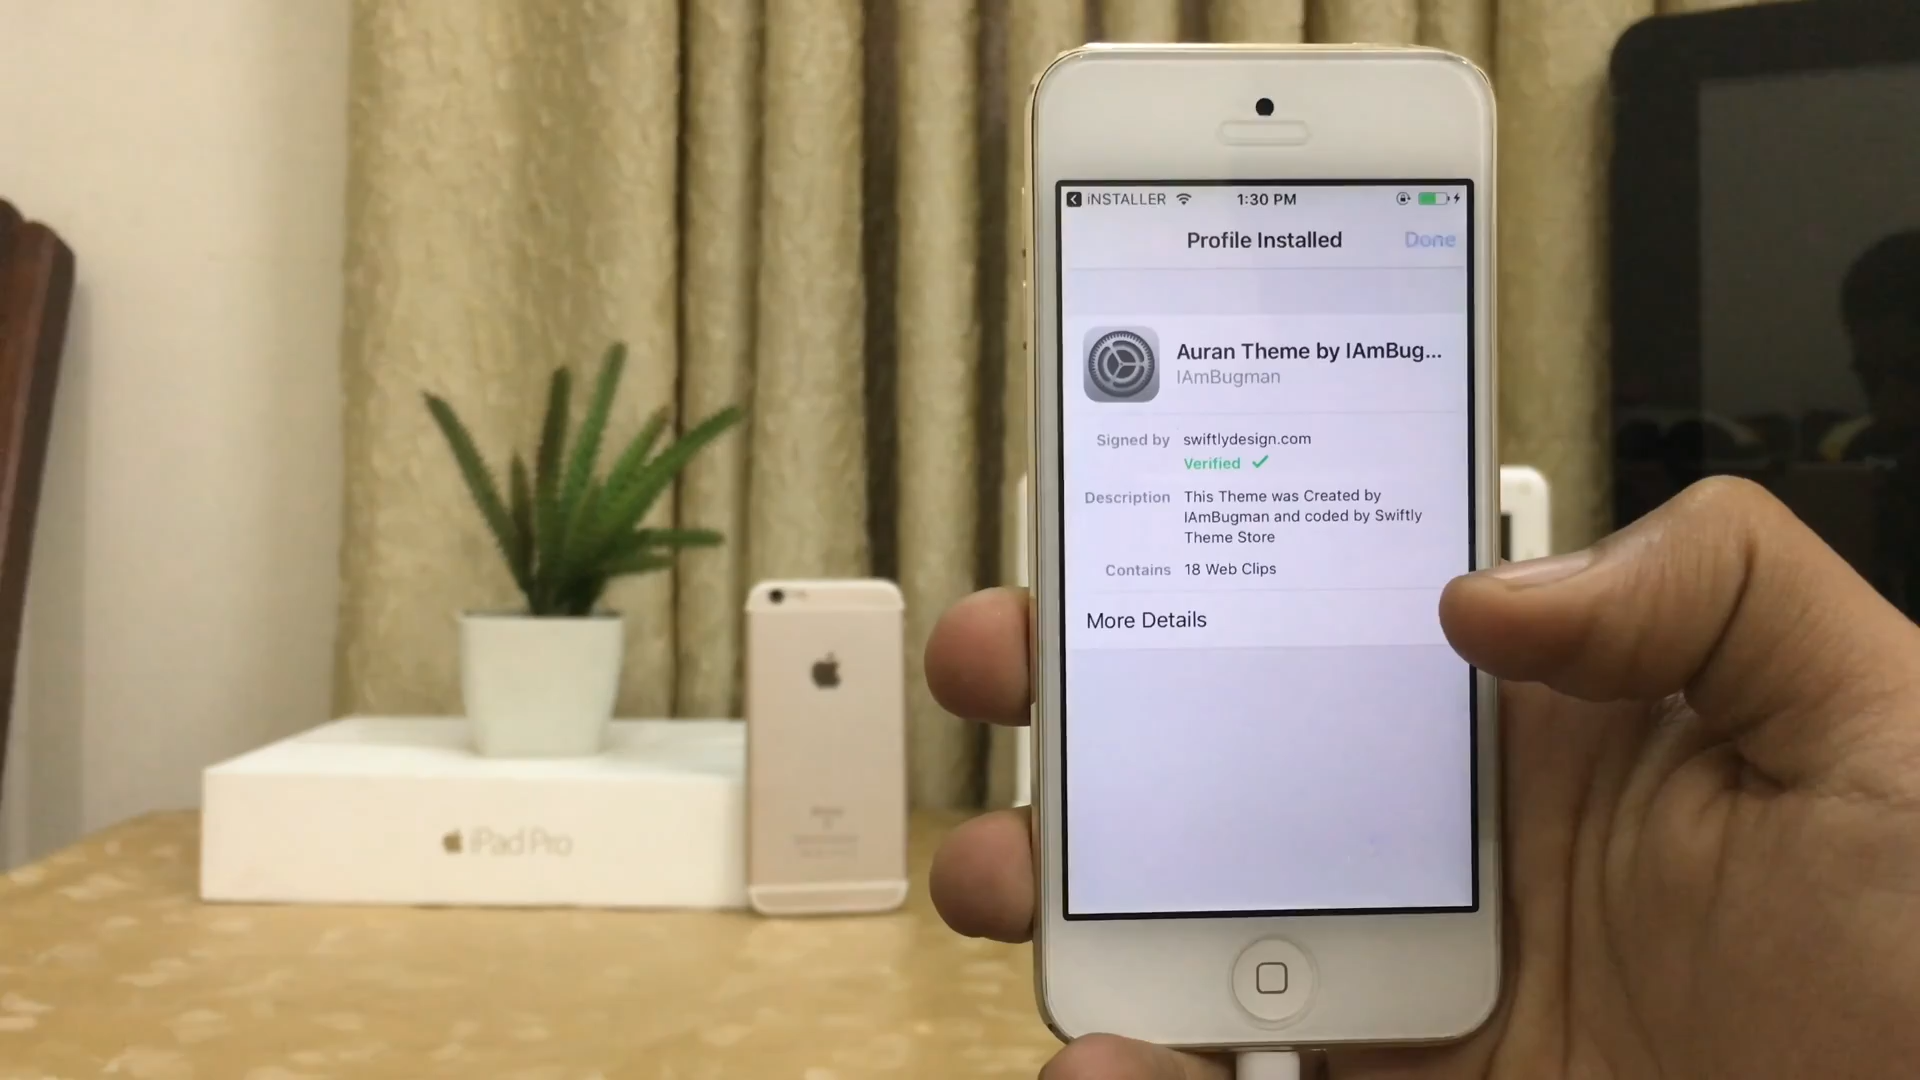 iNSTALLER 1:30 PM
Profile Installed
Done
Auran Theme by IAmBug...
IAmBugman
Signed by swiftlydesign.com
Verified
Description This Theme was Created by
IAmBugman and coded by Swiftly
Theme Store
Contains 18 Web Clips
More Details
iPad Pro